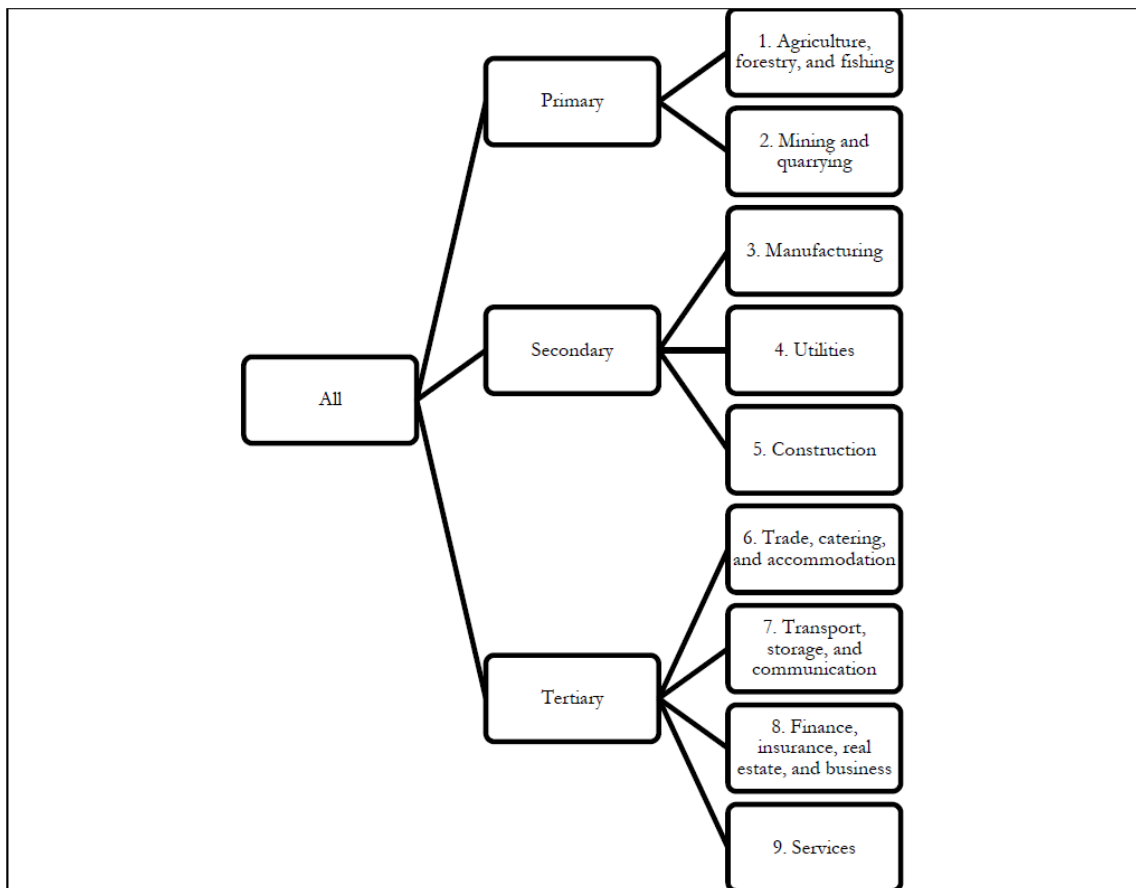 1. Agriculture,
forestry, and fishing
Primary
2. Mining and
quarrying
3. Manufacturing
Secondary
4. Utilities
All
5. Construction
6. Trade, catering,
and accommodation
7. Transport,
storage, and
communication
Tertiary
8. Finance,
insurance, real
estate, and business
9. Services